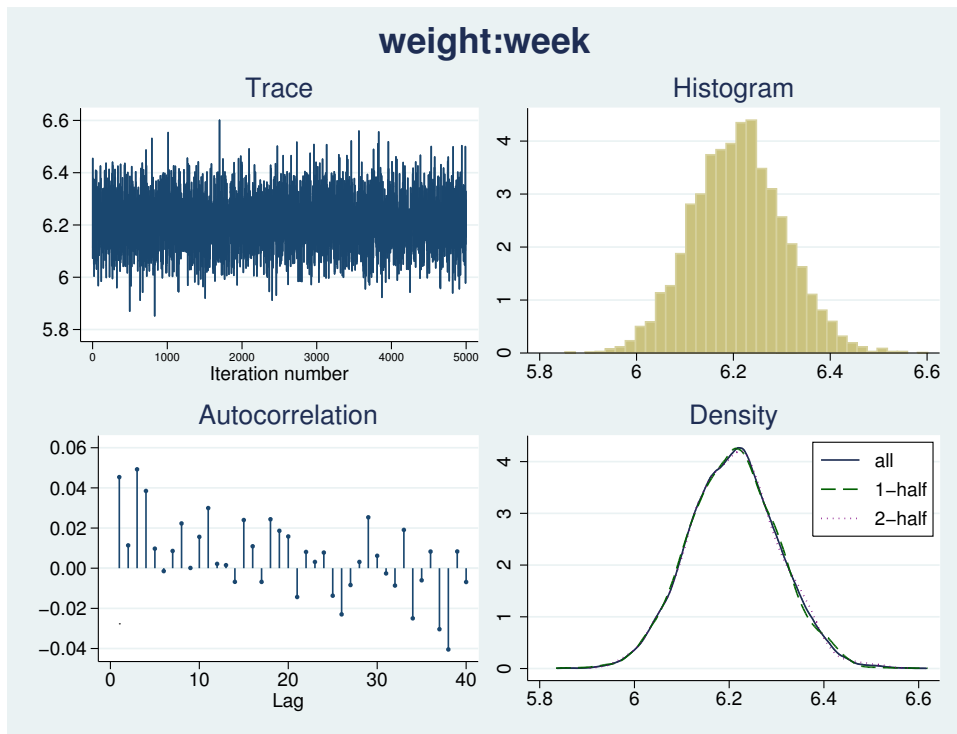 weight:week
Trace
6.6
6.4
6.2
6
5.8
0 1000 2000 3000 4000 5000
Iteration number
Histogram
4
3
2
1
0
5.8 6 6.2 6.4 6.6
Autocorrelation
0.06
0.04
0.02
0.00
−0.02
−0.04
0 10 20 30 40
Lag
Density
4
3
2
1
0
5.8 6 6.2 6.4 6.6
all
1−half
2−half